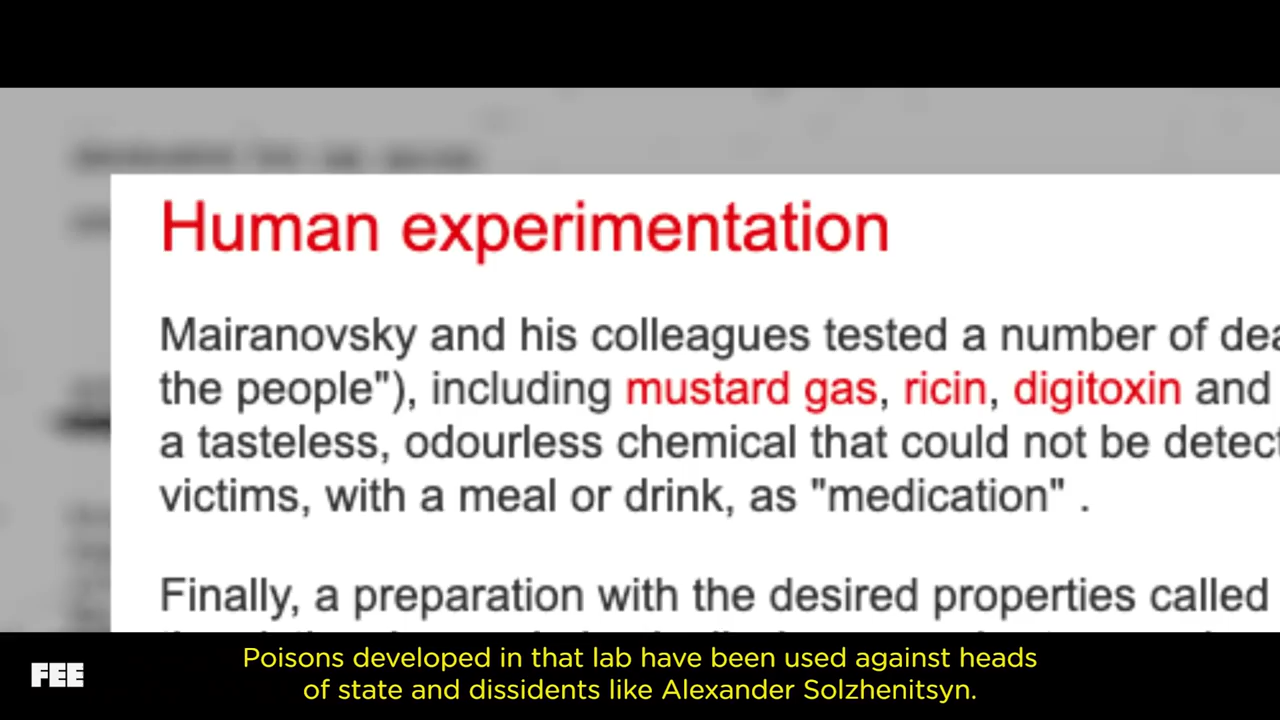 Human experimentation
Mairanovsky and his colleagues tested a number of
the people"), including mustard gas, ricin, digitoxin and
a tasteless, odourless chemical that could not be
victims, with a meal or drink, as "medication" .
Finally, a preparation with the desired properties called
Poisons developed in that lab have been used against heads
of state and dissidents like Alexander Solzhenitsyn.
FEE